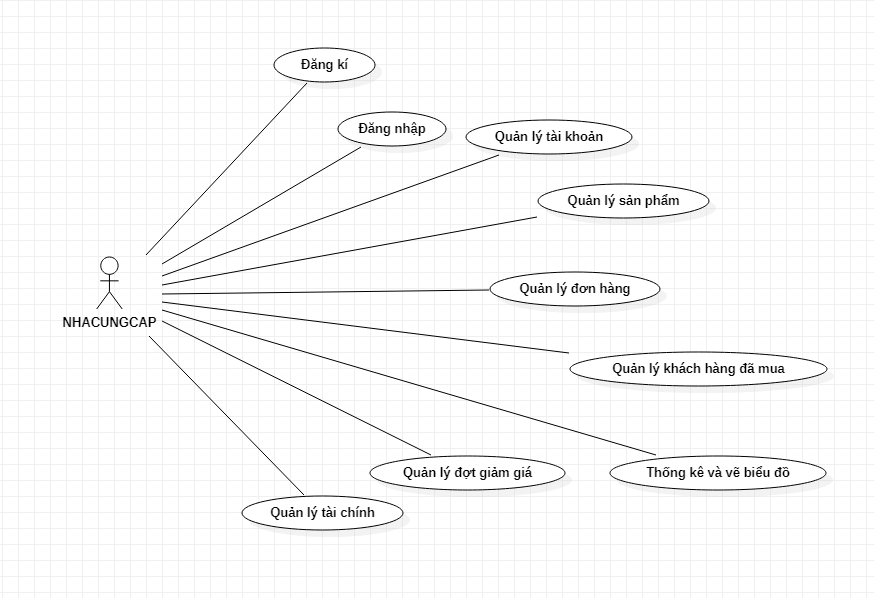 Đăng kí
Đăng nhập
Quản lý tài khoản
Quản lý sản phẩm
Quản lý đơn hàng
NHACUNGCAP
Quản lý khách hàng đã mua
Quản lý đợt giảm giá
Thống kê và vẽ biểu đồ
Quản lý tài chính